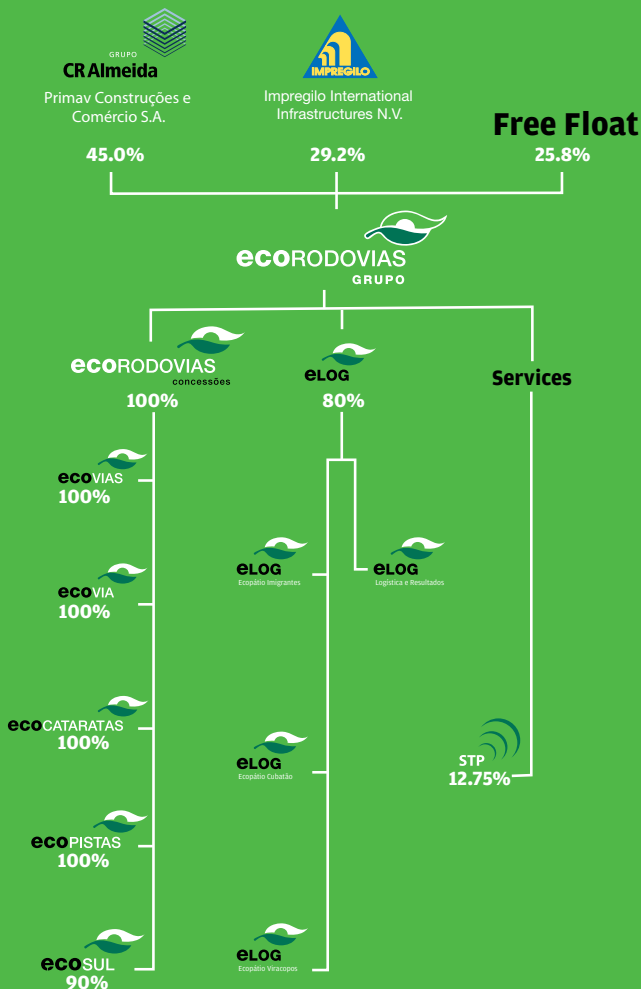 GRUPO
CR Almeida
Primav Construções e
Comércio S.A.
45.0%
IMPREGILO
Impregilo International
Infrastructures N.V.
29.2%
Free Float
25.8%
ecoRODOVIAS
GRUPO
ecoRODOVIAS
concessões
100%
eLOG
80%
Services
ecoVIAS
100%
eLOG
Ecopátio Imigrantes
eLOG
Logística e Resultados
ecoVIA
100%
ecoCATARATAS
100%
eLOG
Ecopátio Cubatão
STP
12.75%
ecoPISTAS
100%
ecoSUL
90%
eLOG
Ecopátio Viracopos